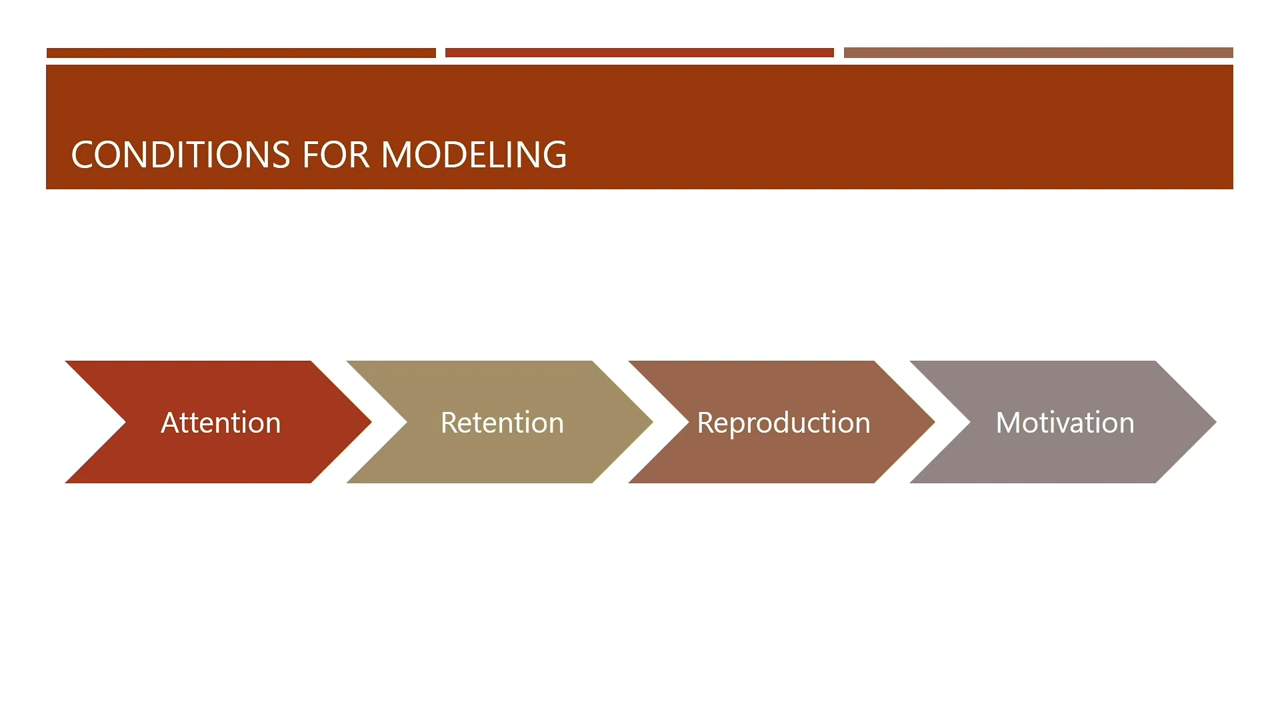 CONDITIONS FOR MODELING
Attention
Retention
Reproduction
Motivation